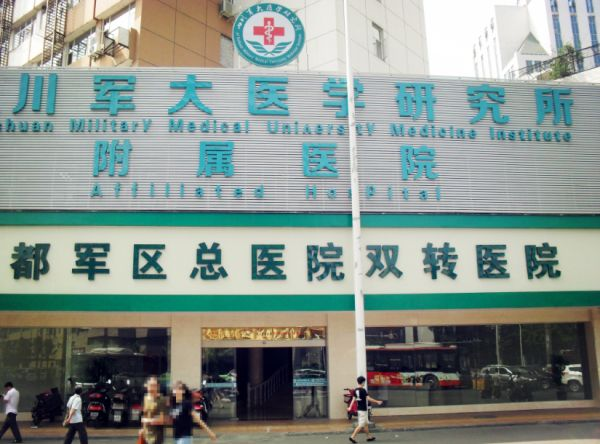 川军大医学研究所
chuan MilitarY Medical UniversitY Medicine Institute
附属医院
Affiliated Hospital
都军区总医院双转医院